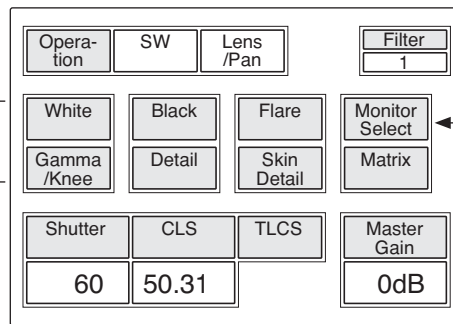 Opera-
tion
SW
Lens
/Pan
Filter
1
White
Black
Flare
Monitor
Select
Gamma
/Knee
Detail
Skin
Detail
Matrix
Shutter
CLS
TLCS
Master
Gain
60
50.31
0dB